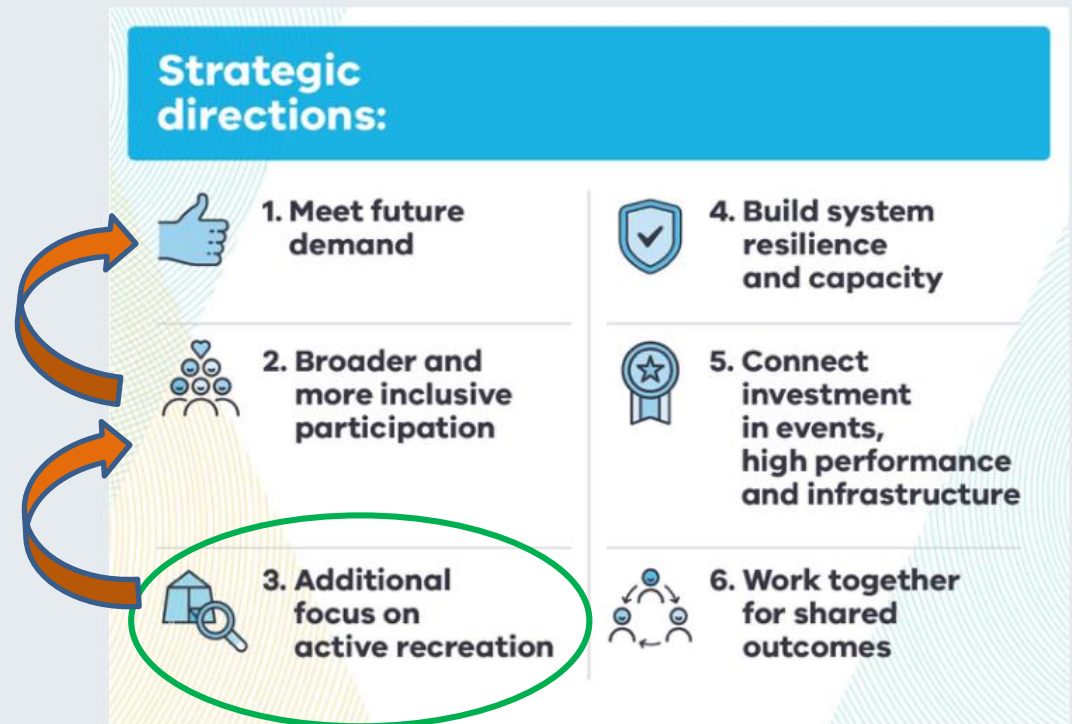 Strategic
directions:
1. Meet future
demand
2. Broader and
more inclusive
participation
3. Additional
focus on
active recreation
4. Build system
resilience
and capacity
5. Connect
investment
in events,
high performance
and infrastructure
6. Work together
for shared
outcomes